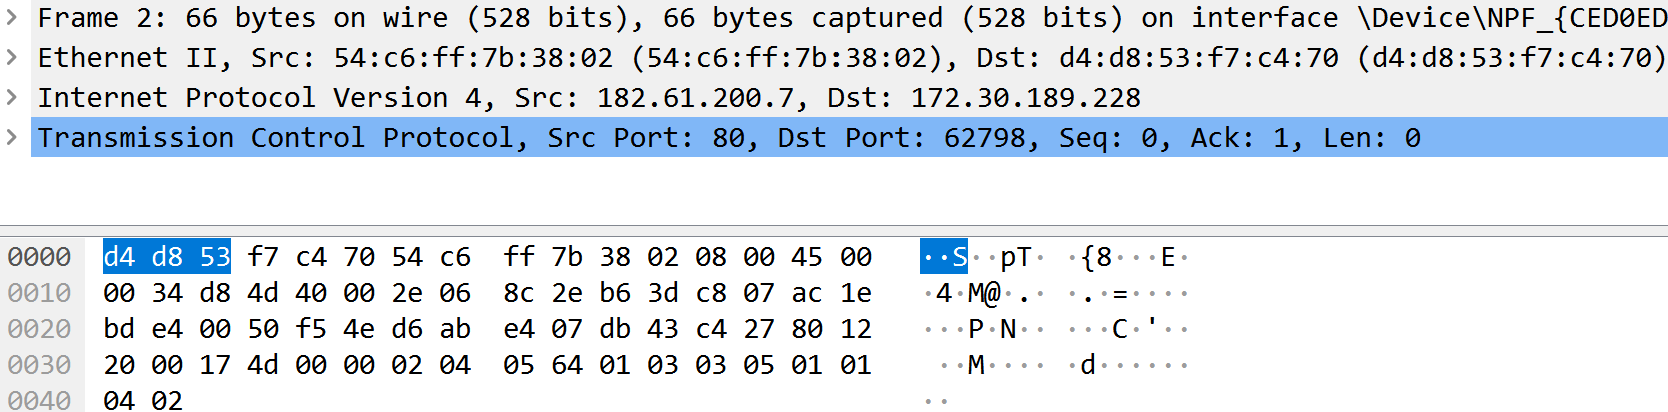 Frame 2: 66 bytes on wire (528 bits), 66 bytes captured (528 bits) on interface \Device\NPF_{CED0ED
Ethernet II, Src: 54:c6:ff:7b:38:02 (54:c6:ff:7b:38:02), Dst: d4:d8:53:f7:c4:70 (d4:d8:53:f7:c4:70)
Internet Protocol Version 4, Src: 182.61.200.7, Dst: 172.30.189.228
Transmission Control Protocol, Src Port: 80, Dst Port: 62798, Seq: 0, Ack: 1, Len: 0
0000 d4 d8 53 f7 c4 70 54 c6 ff 7b 38 02 08 00 45 00 ··S··pT· ·{8···E·
0010 00 34 d8 4d 40 00 2e 06 8c 2e b6 3d c8 07 ac 1e ·4·M@·.· ·.·=····
0020 bd e4 00 50 f5 4e d6 ab e4 07 db 43 c4 27 80 12 ···P·N·· ···C·'··
0030 20 00 17 4d 00 00 02 04 05 64 01 03 03 05 01 01  ··M···· ·d······
0040 04 02 ··